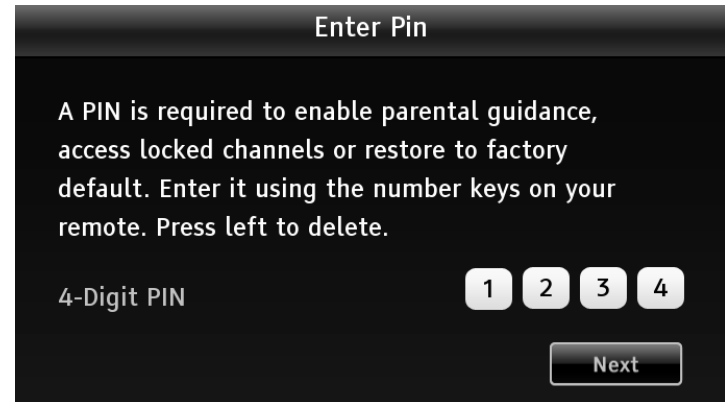 Enter Pin
A PIN is required to enable parental guidance,
access locked channels or restore to factory
default. Enter it using the number keys on your
remote. Press left to delete.
4-Digit PIN 1 2 3 4
Next